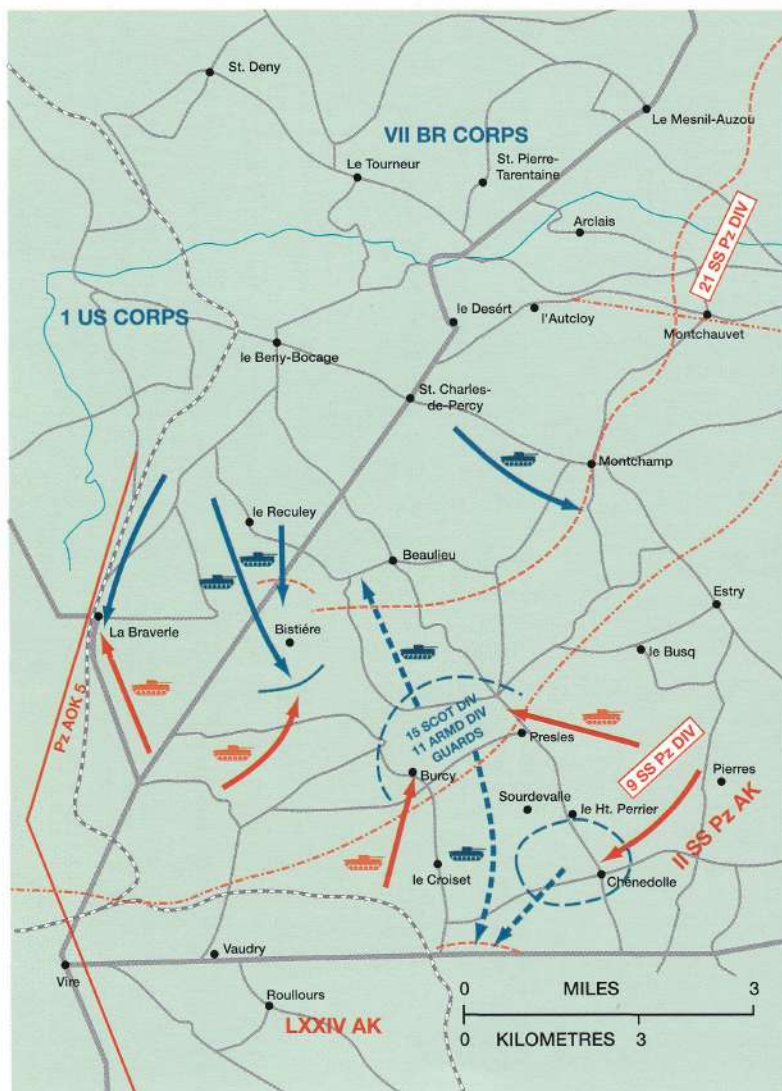 St. Deny
Le Mesnil-Auzou
VII BR CORPS
Le Tourneur
St. Pierre-
Tarentaine
Arclais
21 SS Pz DIV
1 US CORPS
le Desért
l'Autcloy
Montchauvet
le Beny-Bocage
St. Charles-
de-Percy
Montchamp
le Reculey
Beaulieu
Estry
La Braverle
Bistiére
le Busq
Pz AOK 5
15 SCOT DIV
11 ARMD DIV
GUARDS
Presles
9 SS Pz DIV
Burcy
Pierres
Sourdevalle
le Ht. Perrier
II SS Pz AK
le Croiset
Chênedolle
Vaudry
Vire
Roullours
LXXIV AK
0 MILES 3
0 KILOMETRES 3